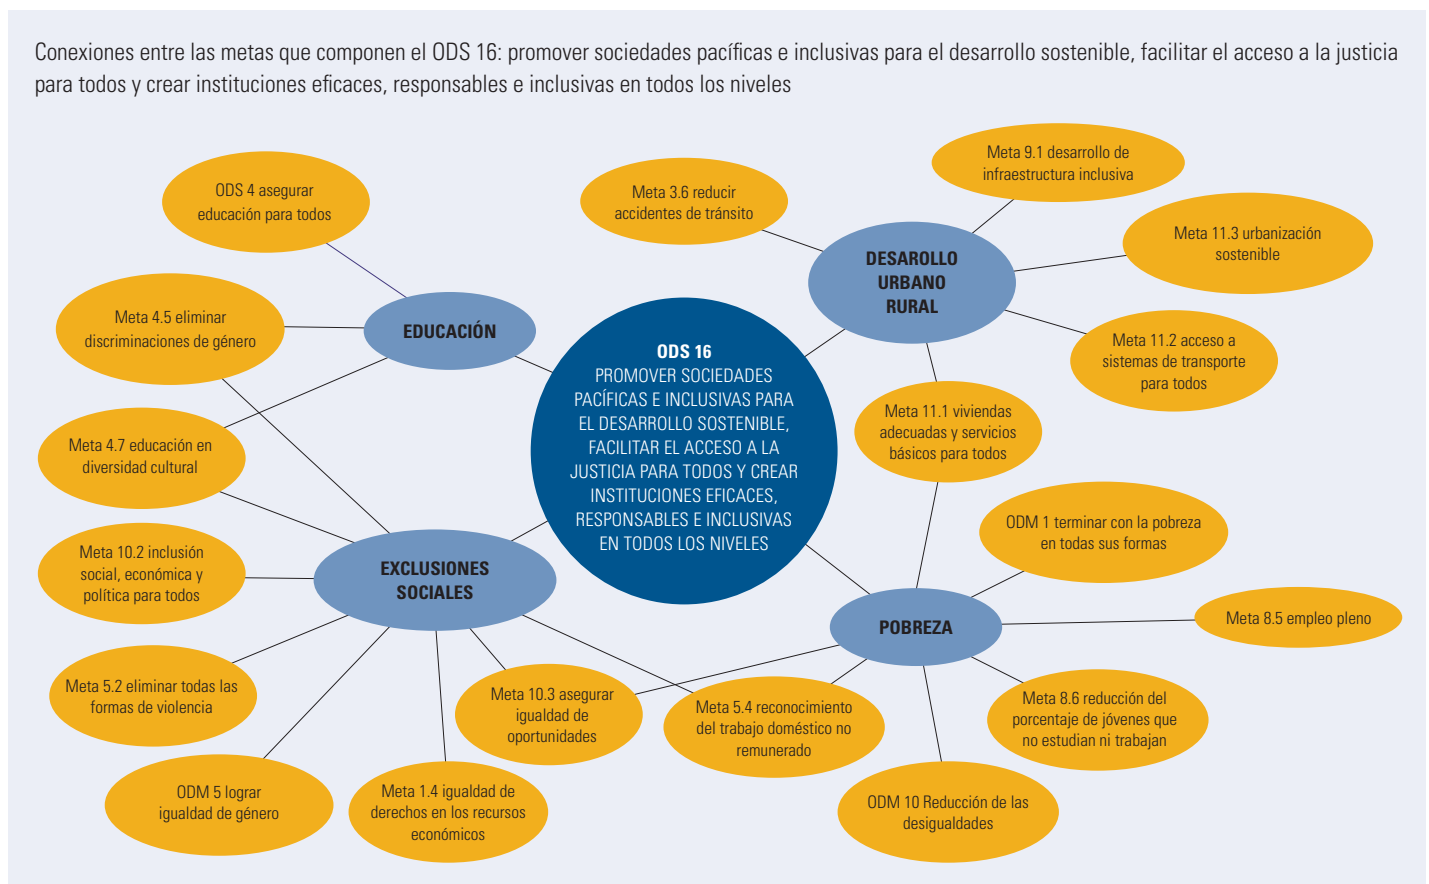 Conexiones entre las metas que componen el ODS 16: promover sociedades pacíficas e inclusivas para el desarrollo sostenible, facilitar el acceso a la justicia
para todos y crear instituciones eficaces, responsables e inclusivas en todos los niveles
ODS 4 asegurar
educación para todos
Meta 4.5 eliminar
discriminaciones de género
Meta 4.7 educación en
diversidad cultural
Meta 10.2 inclusión
social, económica y
política para todos
Meta 5.2 eliminar todas las
formas de violencia
ODM 5 lograr
igualdad de género
EDUCACIÓN
EXCLUSIONES
SOCIALES
Meta 1.4 igualdad de
derechos en los recursos
económicos
Meta 10.3 asegurar
igualdad de
oportunidades
ODS 16
PROMOVER SOCIEDADES
PACÍFICAS E INCLUSIVAS PARA
EL DESARROLLO SOSTENIBLE,
FACILITAR EL ACCESO A LA
JUSTICIA PARA TODOS Y CREAR
INSTITUCIONES EFICACES,
RESPONSABLES E INCLUSIVAS
EN TODOS LOS NIVELES
Meta 3.6 reducir
accidentes de tránsito
DESAROLLO
URBANO
RURAL
Meta 9.1 desarrollo de
infraestructura inclusiva
Meta 11.3 urbanización
sostenible
Meta 11.2 acceso a
sistemas de transporte
para todos
Meta 11.1 viviendas
adecuadas y servicios
básicos para todos
POBREZA
ODM 1 terminar con la pobreza
en todas sus formas
Meta 8.5 empleo pleno
Meta 8.6 reducción del
porcentaje de jóvenes que
no estudian ni trabajan
Meta 5.4 reconocimiento
del trabajo doméstico no
remunerado
ODM 10 Reducción de las
desigualdades